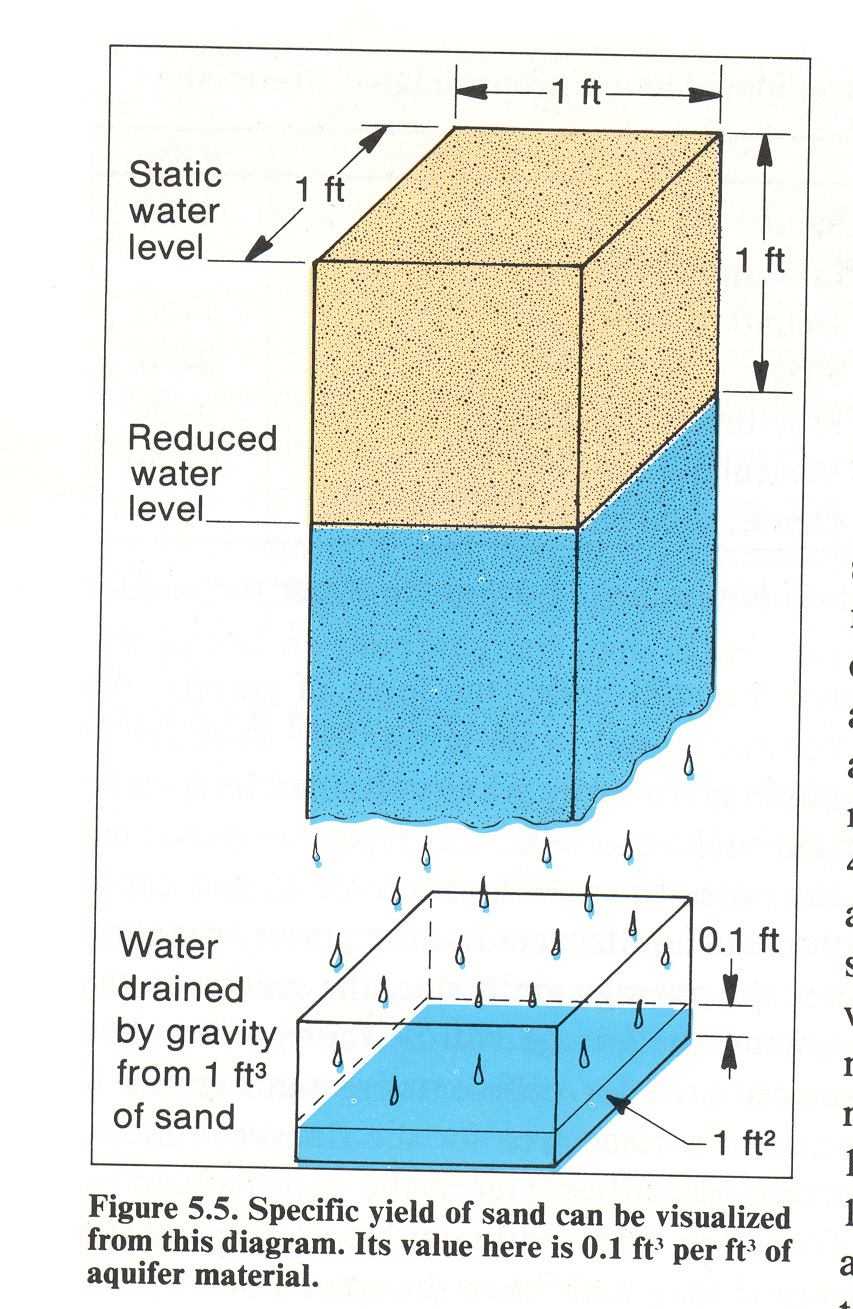 1 ft
Static
water
level
1 ft
1 ft
Reduced
water
level
Water
drained
by gravity
from 1 ft³
of sand
0.1 ft
1 ft²
Figure 5.5. Specific yield of sand can be visualized
from this diagram. Its value here is 0.1 ft³ per ft³ of
aquifer material.